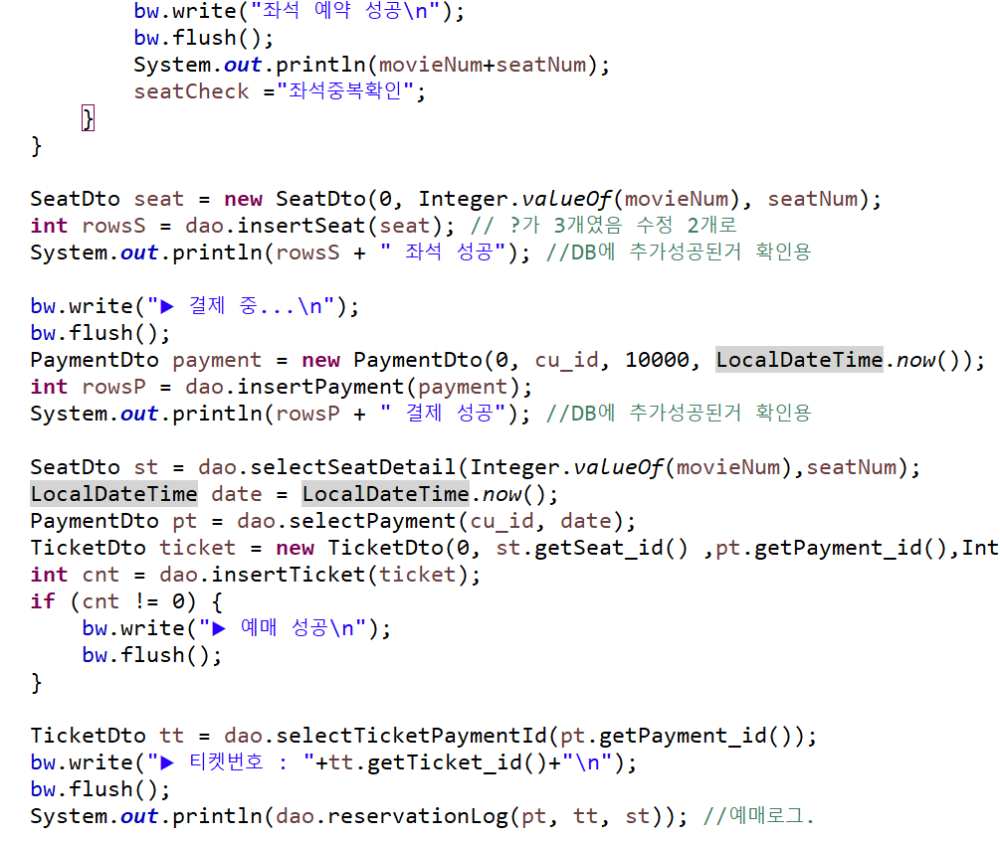 bw.write("좌석 예약 성공\n");
bw.flush();
System.out.println(movieNum+seatNum);
seatCheck ="좌석중복확인";
}
}
SeatDto seat = new SeatDto(0, Integer.valueOf(movieNum), seatNum);
int rowsS = dao.insertSeat(seat); // ?가 3개였음 수정 2개로
System.out.println(rowsS + " 좌석 성공"); //DB에 추가성공된거 확인용
bw.write("▶ 결제 중...\n");
bw.flush();
PaymentDto payment = new PaymentDto(0, cu_id, 10000, LocalDateTime.now());
int rowsP = dao.insertPayment(payment);
System.out.println(rowsP + " 결제 성공"); //DB에 추가성공된거 확인용
SeatDto st = dao.selectSeatDetail(Integer.valueOf(movieNum),seatNum);
LocalDateTime date = LocalDateTime.now();
PaymentDto pt = dao.selectPayment(cu_id, date);
TicketDto ticket = new TicketDto(0, st.getSeat_id() ,pt.getPayment_id(),Int
int cnt = dao.insertTicket(ticket);
if (cnt != 0) {
bw.write("▶ 예매 성공\n");
bw.flush();
}
TicketDto tt = dao.selectTicketPaymentId(pt.getPayment_id());
bw.write("▶ 티켓번호 : "+tt.getTicket_id()+"\n");
bw.flush();
System.out.println(dao.reservationLog(pt, tt, st)); //예매로그.